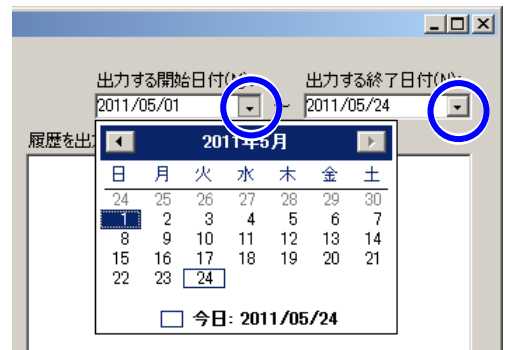 出力する開始日付( 出力する終了日付(N):
2011/05/01 ～ 2011/05/24
履歴を出
2011年5月
日 月 火 水 木 金 土
24 25 26 27 28 29 30
1 2 3 4 5 6 7
8 9 10 11 12 13 14
15 16 17 18 19 20 21
22 23 24
今日: 2011/05/24